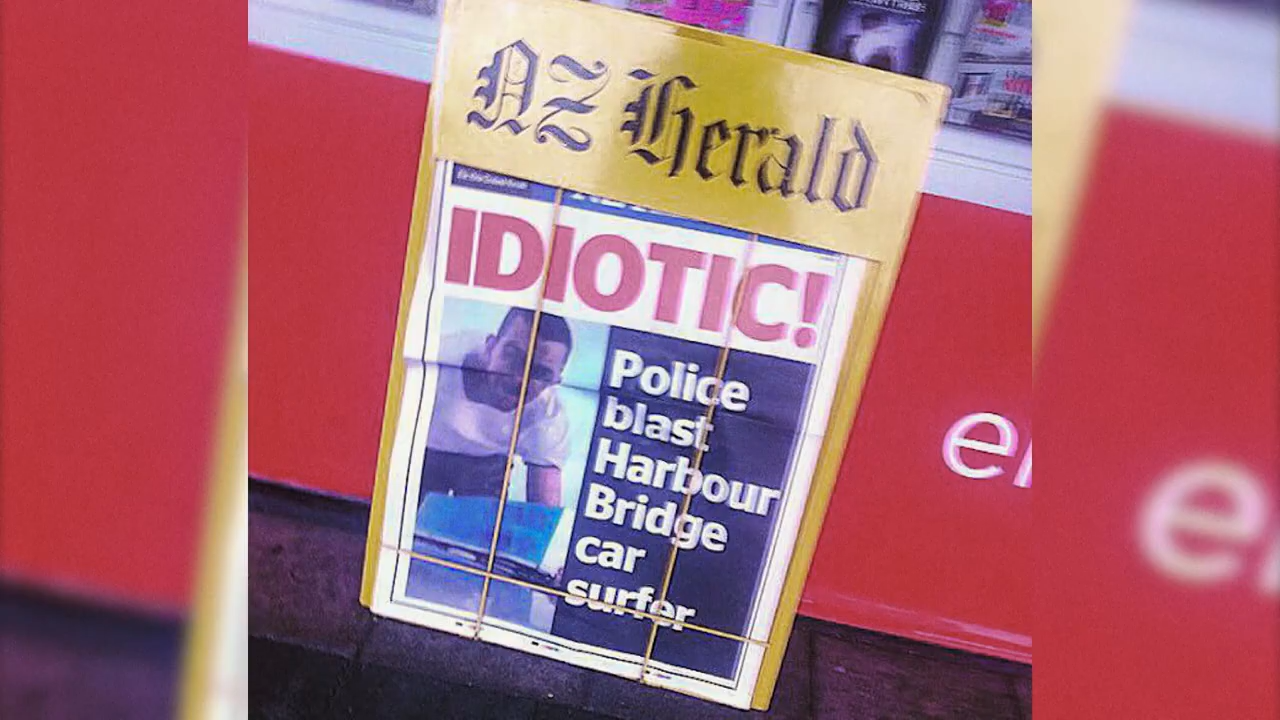 NZ Herald
IDIOTIC!
Police
blast
Harbour
Bridge
car
surfer
e
e